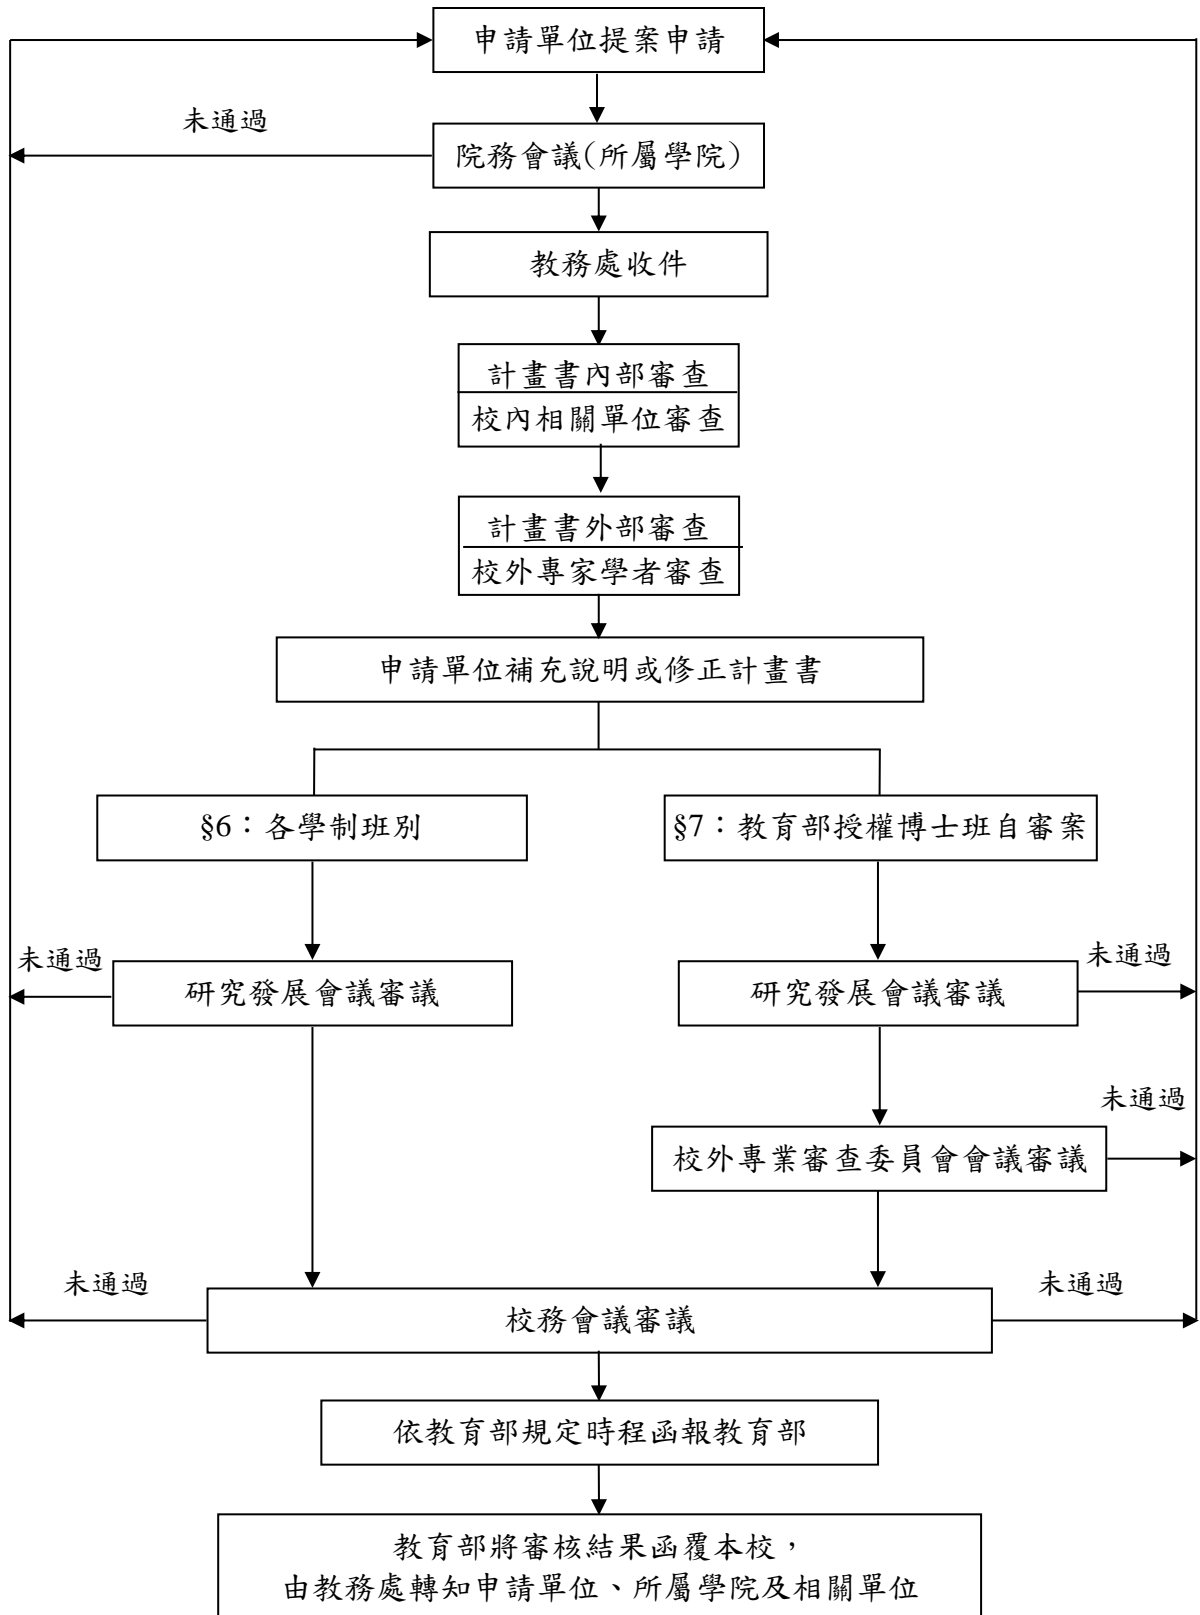 申請單位提案申請
未通過
院務會議(所屬學院)
教務處收件
計畫書內部審查
校內相關單位審查
計畫書外部審查
校外專家學者審查
申請單位補充說明或修正計畫書
§6：各學制班別
§7：教育部授權博士班自審案
未通過
研究發展會議審議
研究發展會議審議
未通過
未通過
校外專業審查委員會會議審議
未通過
校務會議審議
未通過
依教育部規定時程函報教育部
教育部將審核結果函覆本校，
由教務處轉知申請單位、所屬學院及相關單位